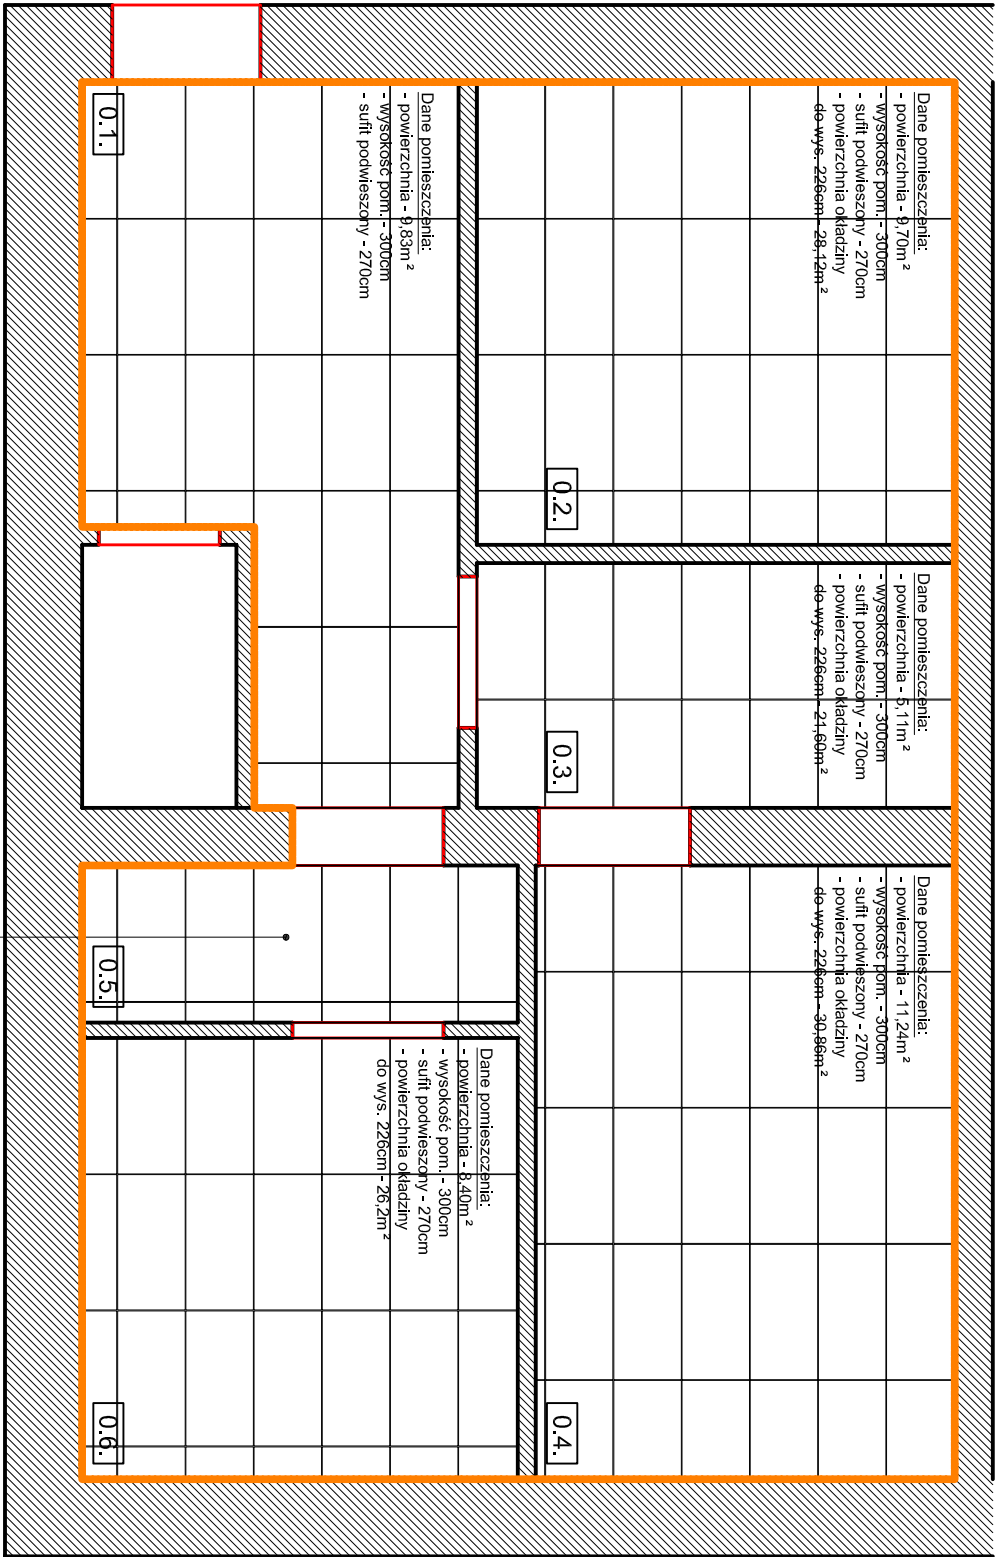 Dane pomieszczenia:
- powierzchnia - 9,83m²
- wysokość pom. - 300cm
- sufit podwieszony - 270cm
0.1.
Dane pomieszczenia:
- powierzchnia - 9,70m²
- wysokość pom. - 300cm
- sufit podwieszony - 270cm
- powierzchnia okładziny
do wys. 226cm - 28,12m²
0.2.
Dane pomieszczenia:
- powierzchnia - 5,11m²
- wysokość pom. - 300cm
- sufit podwieszony - 270cm
- powierzchnia okładziny
do wys. 226cm - 21,60m²
0.3.
Dane pomieszczenia:
- powierzchnia - 11,24m²
- wysokość pom. - 300cm
- sufit podwieszony - 270cm
- powierzchnia okładziny
do wys. 226cm - 30,86m²
0.4.
0.5.
Dane pomieszczenia:
- powierzchnia - 8,40m²
- wysokość pom. - 300cm
- sufit podwieszony - 270cm
- powierzchnia okładziny
do wys. 226cm - 26,2m²
0.6.